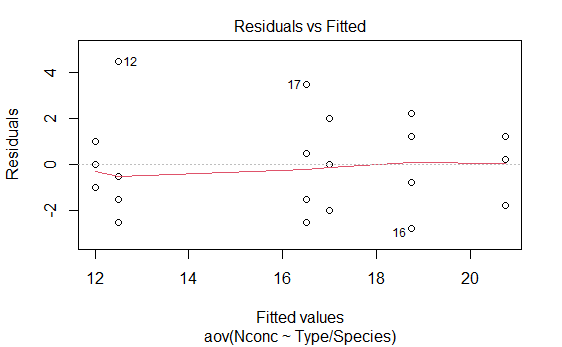 Residuals vs Fitted
Residuals
4
2
0
-2
12
17
16
12 14 16 18 20
Fitted values
aov(Nconc ~ Type/Species)